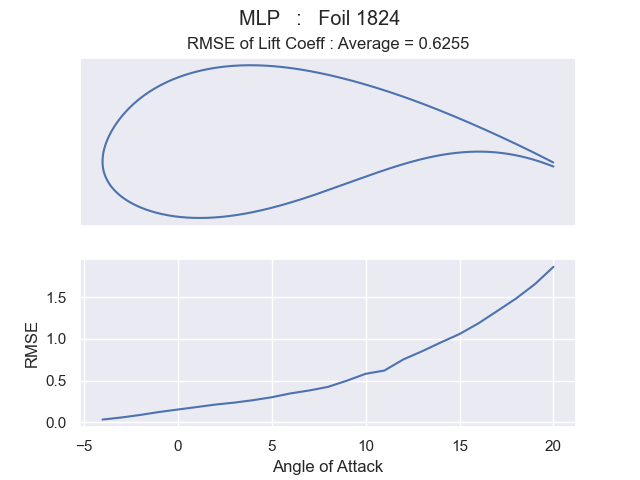 MLP : Foil 1824
RMSE of Lift Coeff : Average = 0.6255
1.5
1.0
0.5
0.0
RMSE
−5 0 5 10 15 20
Angle of Attack